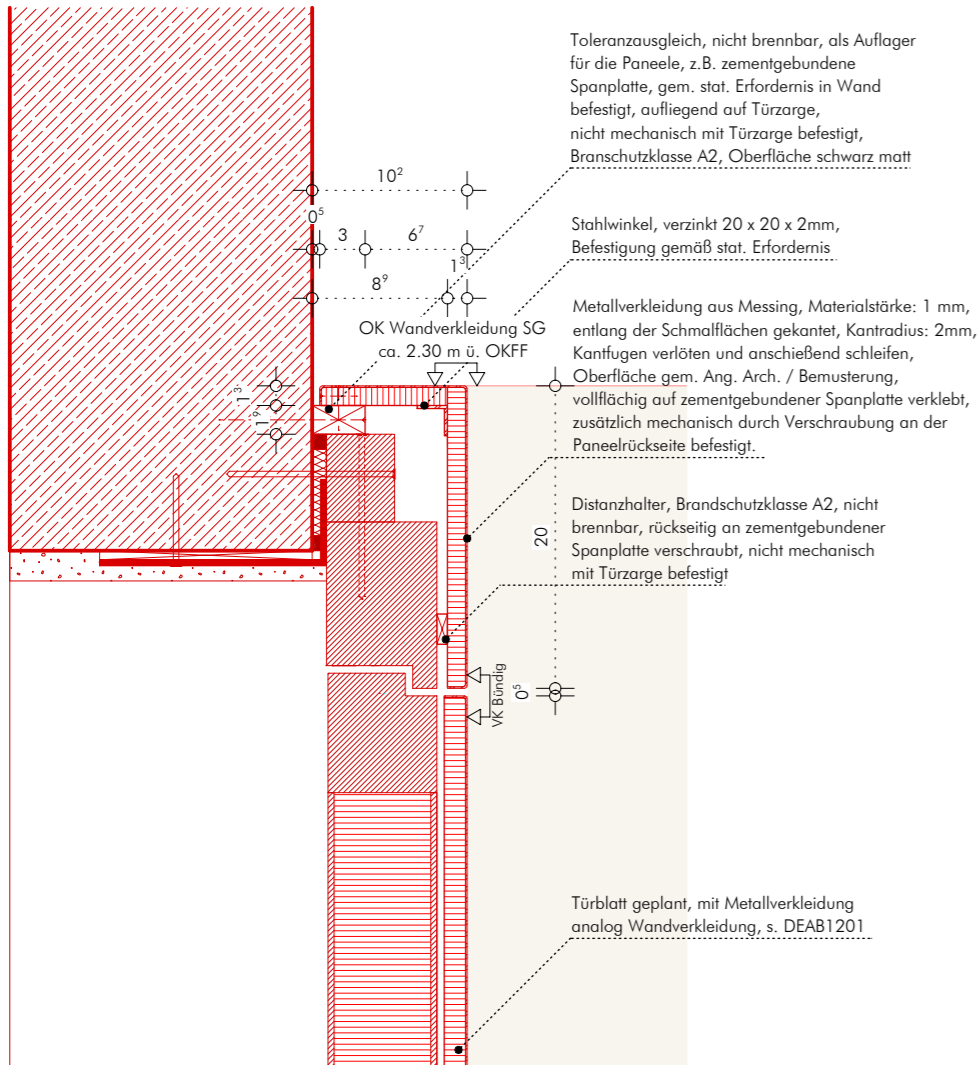 Toleranzausgleich, nicht brennbar, als Auflager
für die Paneele, z.B. zementgebundene
Spanplatte, gem. stat. Erfordernis in Wand
befestigt, aufliegend auf Türzarge,
nicht mechanisch mit Türzarge befestigt,
Branschutzklasse A2, Oberfläche schwarz matt
10²
0⁵
Stahlwinkel, verzinkt 20 x 20 x 2mm,
Befestigung gemäß stat. Erfordernis
3
6⁷
1³
8⁹
OK Wandverkleidung SG
ca. 2.30 m ü. OKFF
Metallverkleidung aus Messing, Materialstärke: 1 mm,
entlang der Schmalflächen gekantet, Kantradius: 2mm,
Kantfugen verlöten und anschießend schleifen,
Oberfläche gem. Ang. Arch. / Bemusterung,
vollflächig auf zementgebundener Spanplatte verklebt,
zusätzlich mechanisch durch Verschraubung an der
Paneelrückseite befestigt.
1³
1⁹
Distanzhalter, Brandschutzklasse A2, nicht
brennbar, rückseitig an zementgebundener
Spanplatte verschraubt, nicht mechanisch
mit Türzarge befestigt
20
VK Bündig
0⁵
Türblatt geplant, mit Metallverkleidung
analog Wandverkleidung, s. DEAB1201